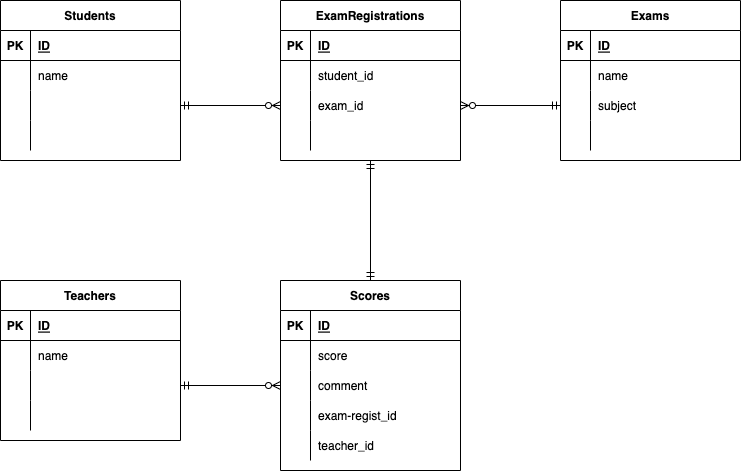 Students
PK ID
name
ExamRegistrations
PK ID
student_id
exam_id
Exams
PK ID
name
subject
Teachers
PK ID
name
Scores
PK ID
score
comment
exam-regist_id
teacher_id